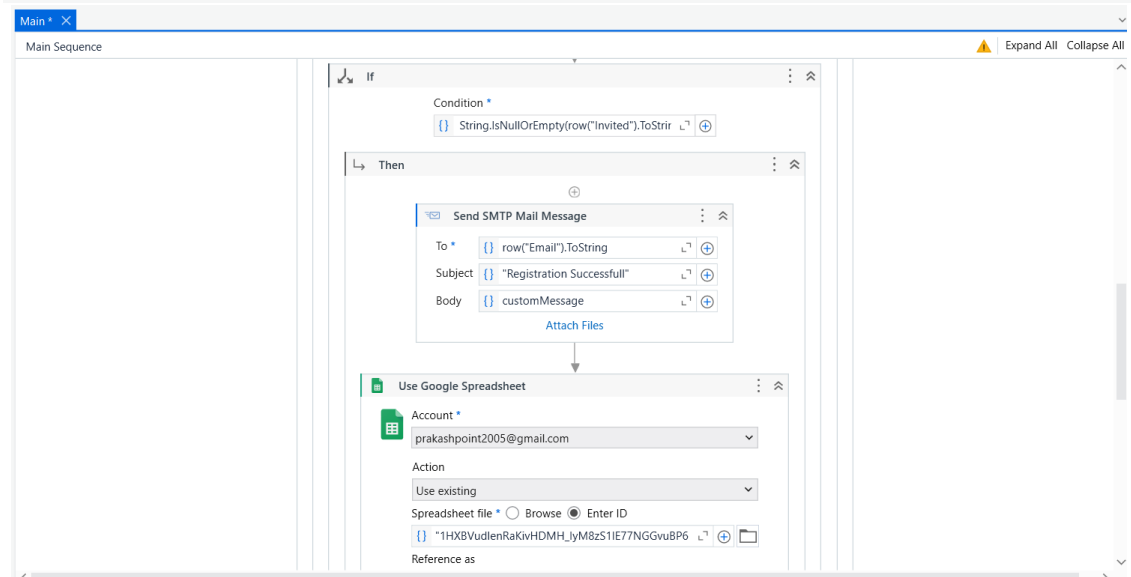 Main *
Main Sequence Expand All Collapse All
If
Condition *
{ } String.IsNullOrEmpty(row("Invited").ToStrir
Then
Send SMTP Mail Message
To * { } row("Email").ToString
Subject { } "Registration Successfull"
Body { } customMessage
Attach Files
Use Google Spreadsheet
Account *
prakashpoint2005@gmail.com
Action
Use existing
Spreadsheet file * Browse Enter ID
{ } "1HXBVudlenRaKivHDMH_lyM8zS1IE77NGGvuBP6
Reference as